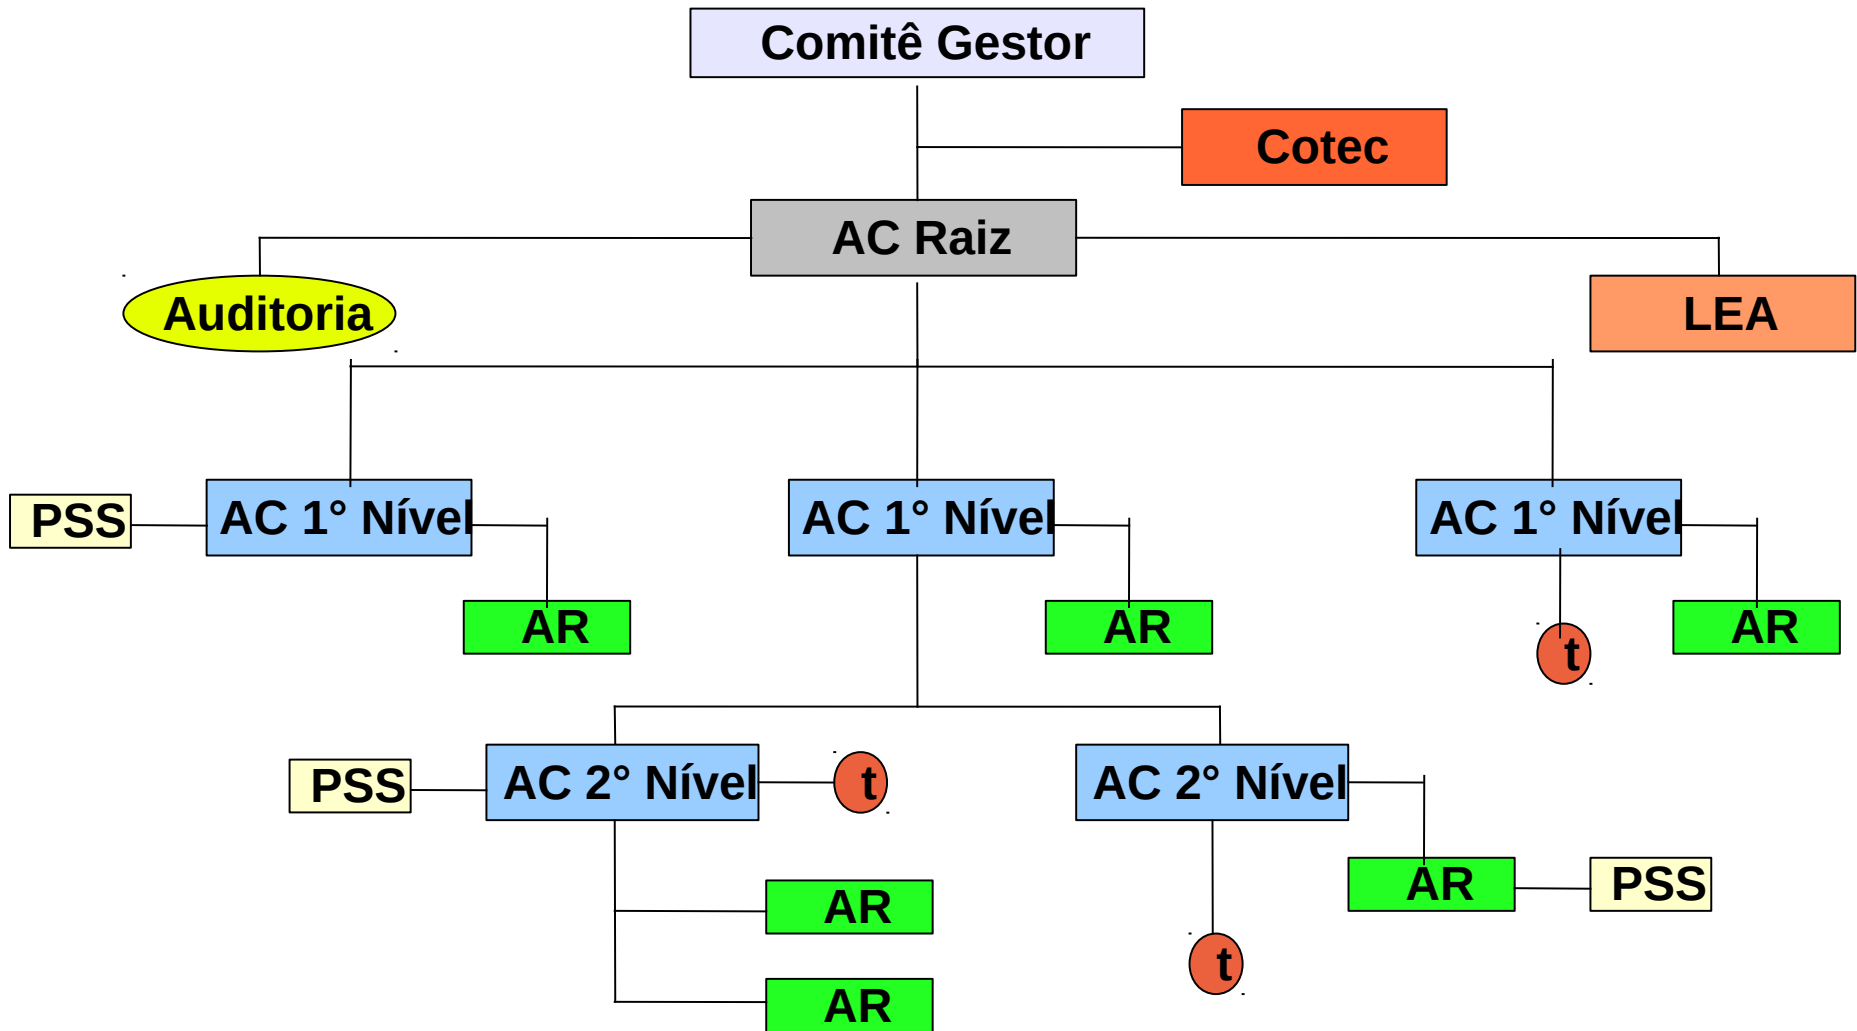 Comitê Gestor
Cotec
AC Raiz
Auditoria
LEA
PSS
AC 1° Nível
AC 1° Nível
AC 1° Nível
AR
AR
t
AR
PSS
AC 2° Nível
t
AC 2° Nível
AR
PSS
AR
t
AR